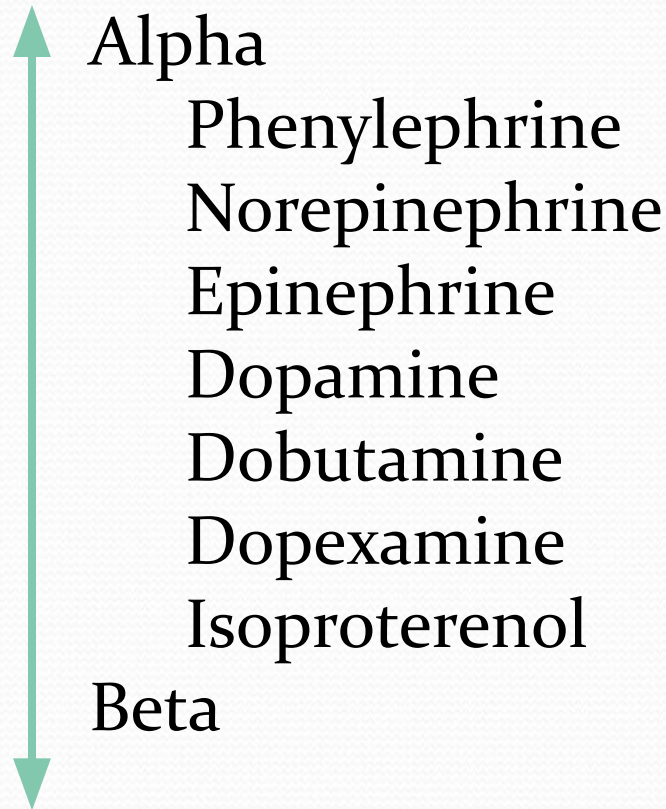 Alpha
Phenylephrine
Norepinephrine
Epinephrine
Dopamine
Dobutamine
Dopexamine
Isoproterenol
Beta